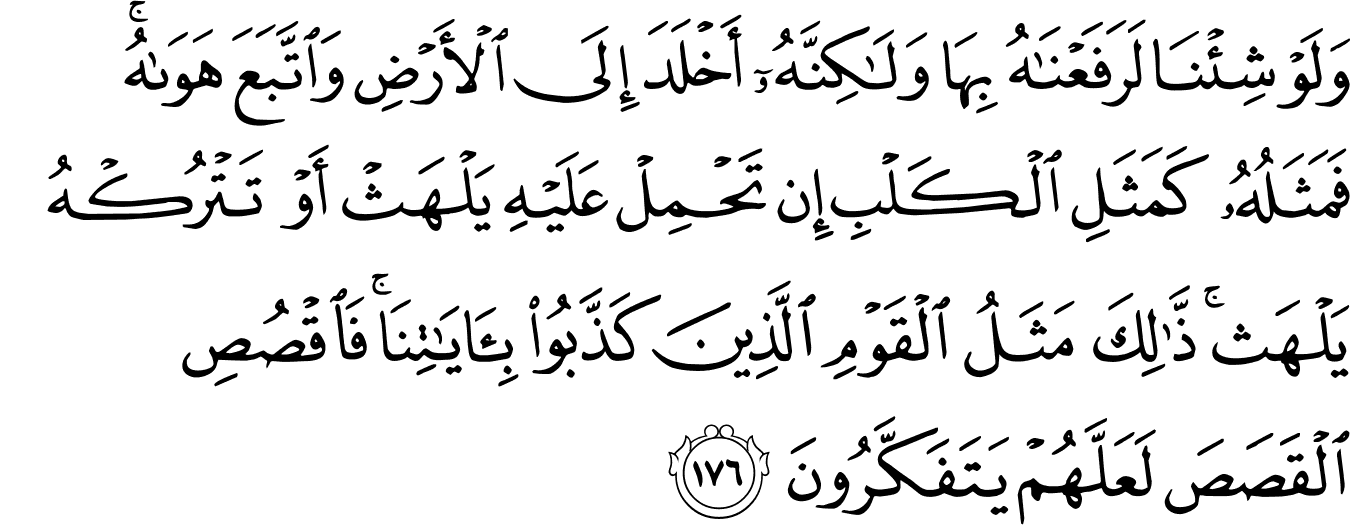 وَلَوْ شِئْنَا لَرَفَعْنَٰهُ بِهَا وَلَٰكِنَّهُۥٓ أَخْلَدَ إِلَى ٱلْأَرْضِ وَٱتَّبَعَ هَوَىٰهُ ۚ
فَمَثَلُهُۥ كَمَثَلِ ٱلْكَلْبِ إِن تَحْمِلْ عَلَيْهِ يَلْهَثْ أَوْ تَتْرُكْهُ
يَلْهَث ۚ ذَّٰلِكَ مَثَلُ ٱلْقَوْمِ ٱلَّذِينَ كَذَّبُوا۟ بِـَٔايَٰتِنَا ۚ فَٱقْصُصِ
ٱلْقَصَصَ لَعَلَّهُمْ يَتَفَكَّرُونَ ١٧٦